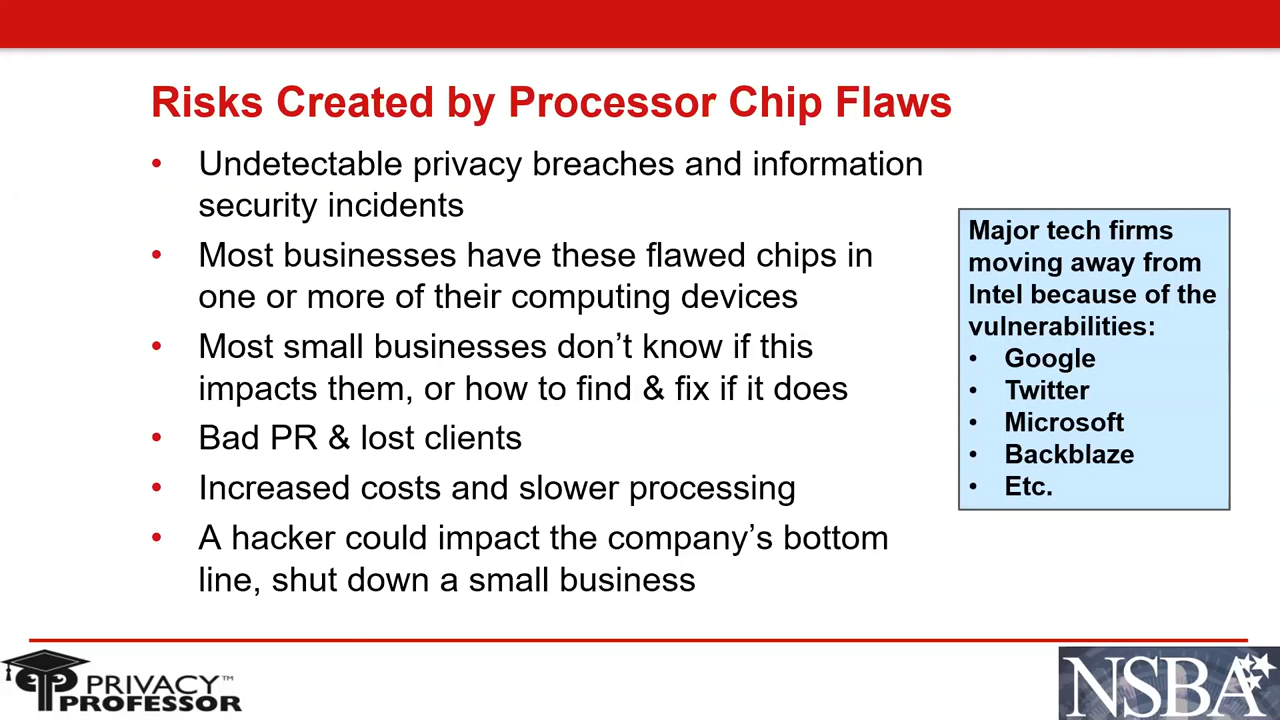 Risks Created by Processor Chip Flaws
• Undetectable privacy breaches and information
security incidents
• Most businesses have these flawed chips in
one or more of their computing devices
• Most small businesses don’t know if this
impacts them, or how to find & fix if it does
• Bad PR & lost clients
• Increased costs and slower processing
• A hacker could impact the company’s bottom
line, shut down a small business
Major tech firms
moving away from
Intel because of the
vulnerabilities:
• Google
• Twitter
• Microsoft
• Backblaze
• Etc.
PRIVACY™
PROFESSOR
NSBA